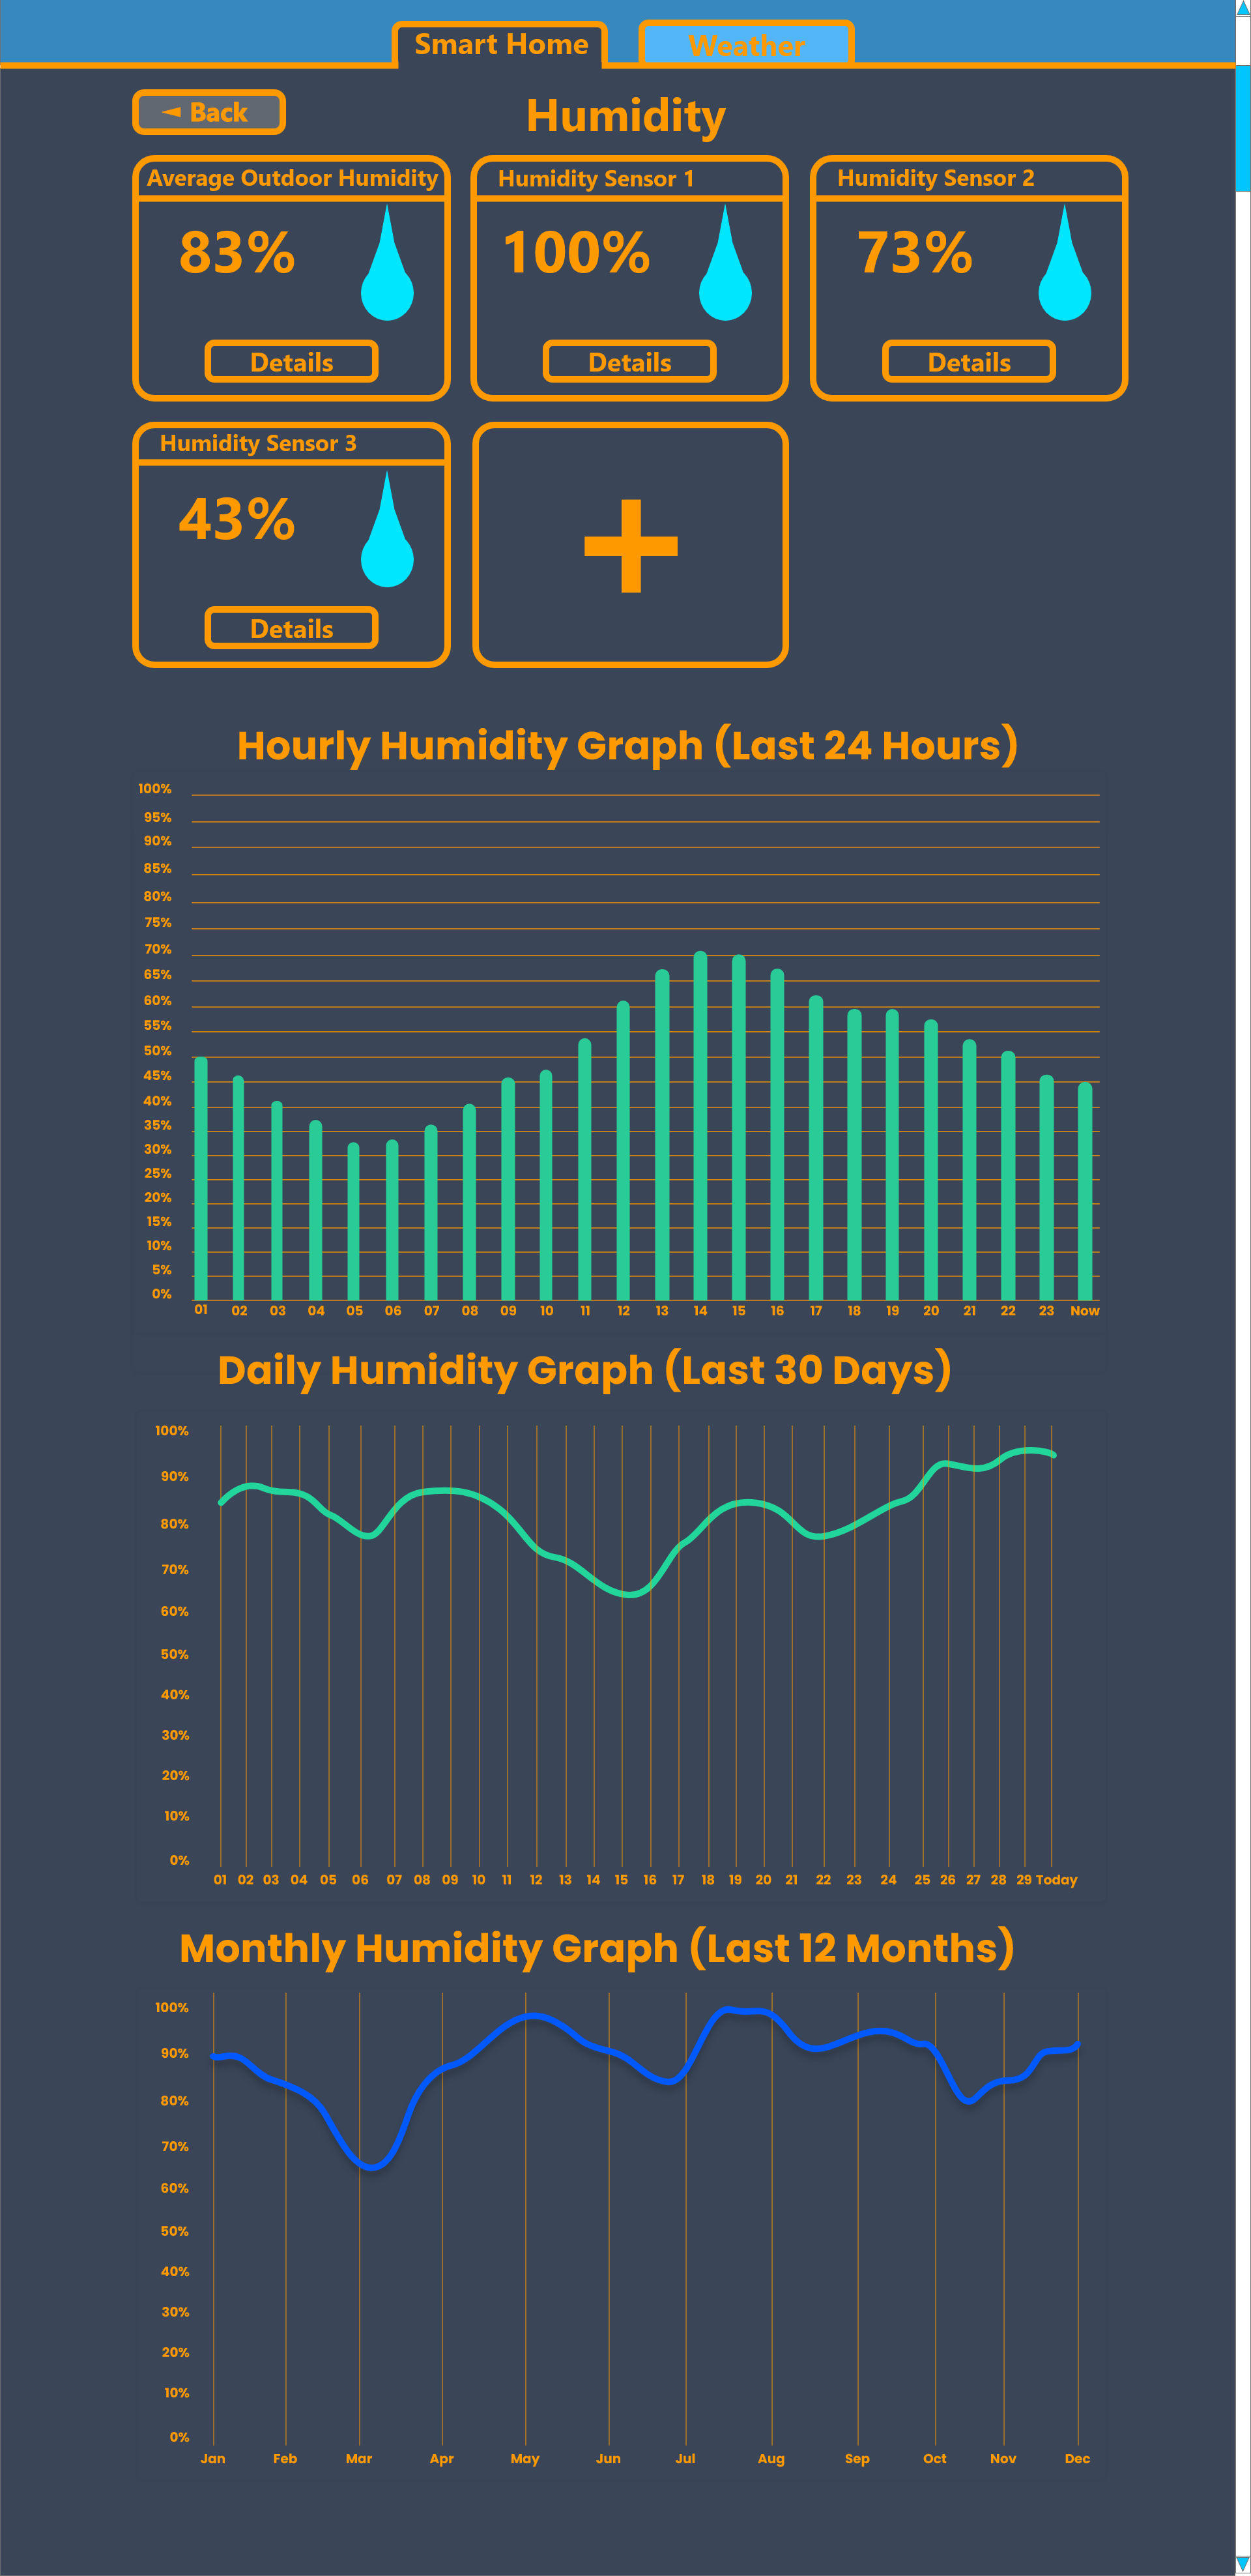 Smart Home
Weather
◄ Back
Humidity
Average Outdoor Humidity
83%
Details
Humidity Sensor 1
100%
Details
Humidity Sensor 2
73%
Details
Humidity Sensor 3
43%
Details
+
Hourly Humidity Graph (Last 24 Hours)
100%
95%
90%
85%
80%
75%
70%
65%
60%
55%
50%
45%
40%
35%
30%
25%
20%
15%
10%
5%
0%
01 02 03 04 05 06 07 08 09 10 11 12 13 14 15 16 17 18 19 20 21 22 23 Now
Daily Humidity Graph (Last 30 Days)
100%
90%
80%
70%
60%
50%
40%
30%
20%
10%
0%
01 02 03 04 05 06 07 08 09 10 11 12 13 14 15 16 17 18 19 20 21 22 23 24 25 26 27 28 29 Today
Monthly Humidity Graph (Last 12 Months)
100%
90%
80%
70%
60%
50%
40%
30%
20%
10%
0%
Jan Feb Mar Apr May Jun Jul Aug Sep Oct Nov Dec